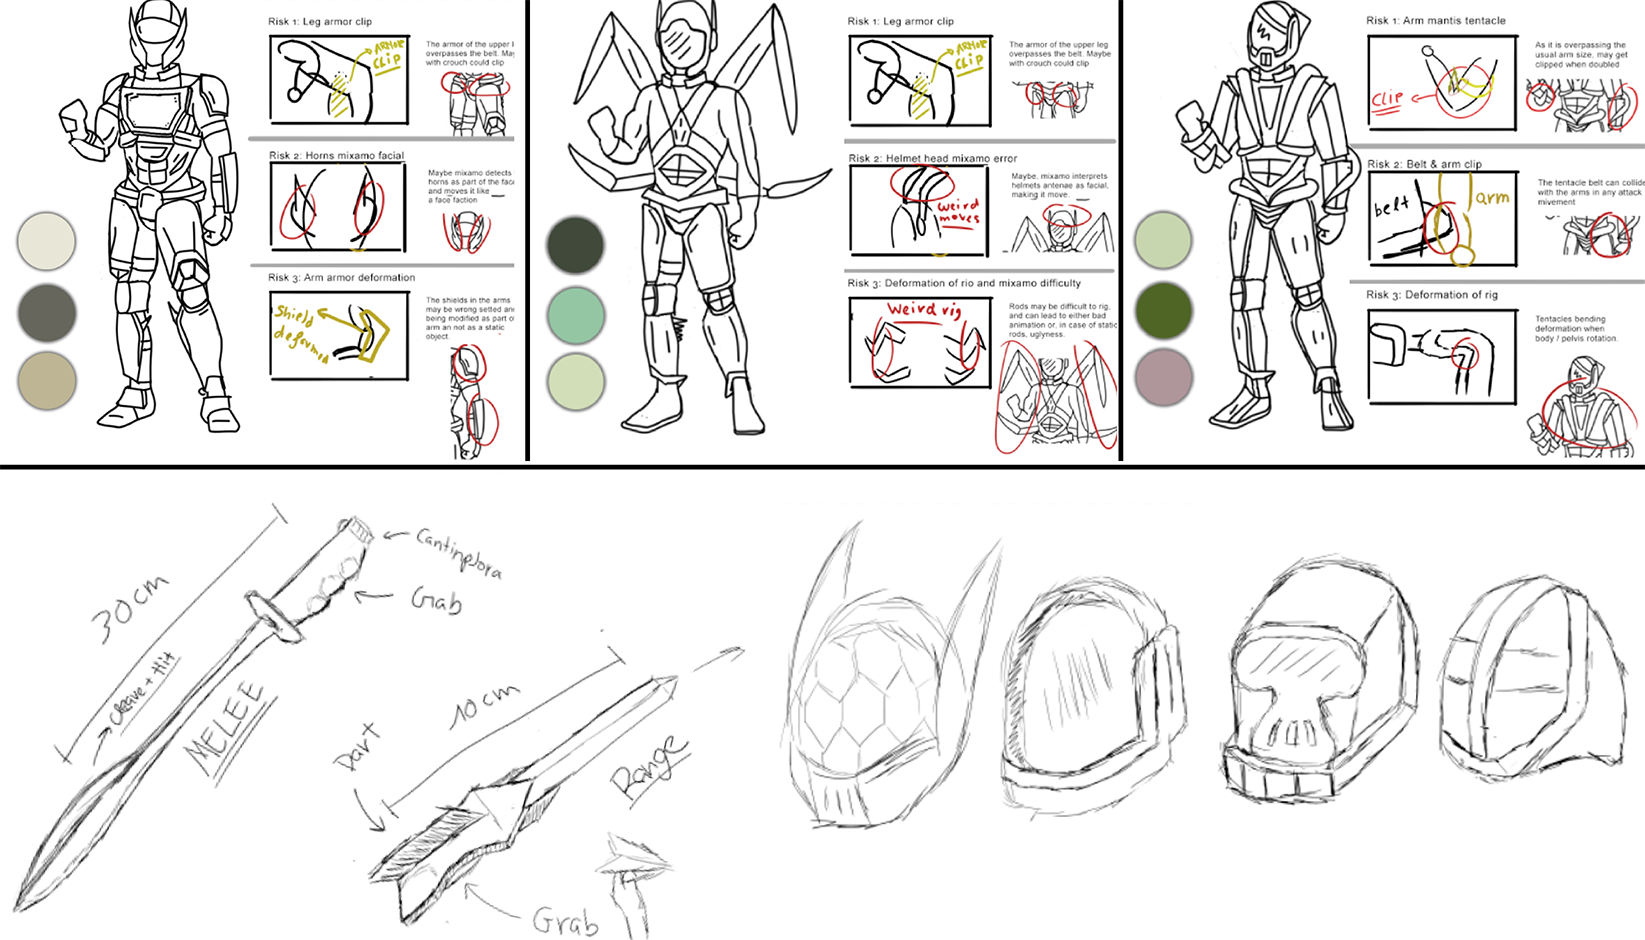 Risk 1: Leg armor clip
ARMOR
CLIP
The armor of the upper l
overpasses the belt. May
with crouch could clip
Risk 2: Horns mixamo facial
Maybe mixamo detects
horns as part of the face
and moves it like
a face faction
Risk 3: Arm armor deformation
Shield
deformed
The shields in the arms
may be wrong setted and
being modified as part o
arm an not as a static
object.
Risk 1: Leg armor clip
ARMOR
CLIP
The armor of the upper leg
overpasses the belt. Maybe
with crouch could clip
Risk 2: Helmet head mixamo error
weird
moves
Maybe, mixamo interprets
helmets antenae as facial,
making it move.
Risk 3: Deformation of rio and mixamo difficulty
Weird rig
Rods may be difficult to rig,
and can lead to either bad
animation or, in case of static
rods, uglyness.
Risk 1: Arm mantis tentacle
CLIP
As it is overpassing the
usual arm size, may get
clipped when doubled
Risk 2: Belt & arm clip
belt
arm
The tentacle belt can collide
with the arms in any attack
mivement
Risk 3: Deformation of rig
Tentacles bending
deformation when
body / pelvis rotation.
30cm
Cantinplora
Grab
Cleave + Hit
MELEE
10cm
Dart
Range
Grab